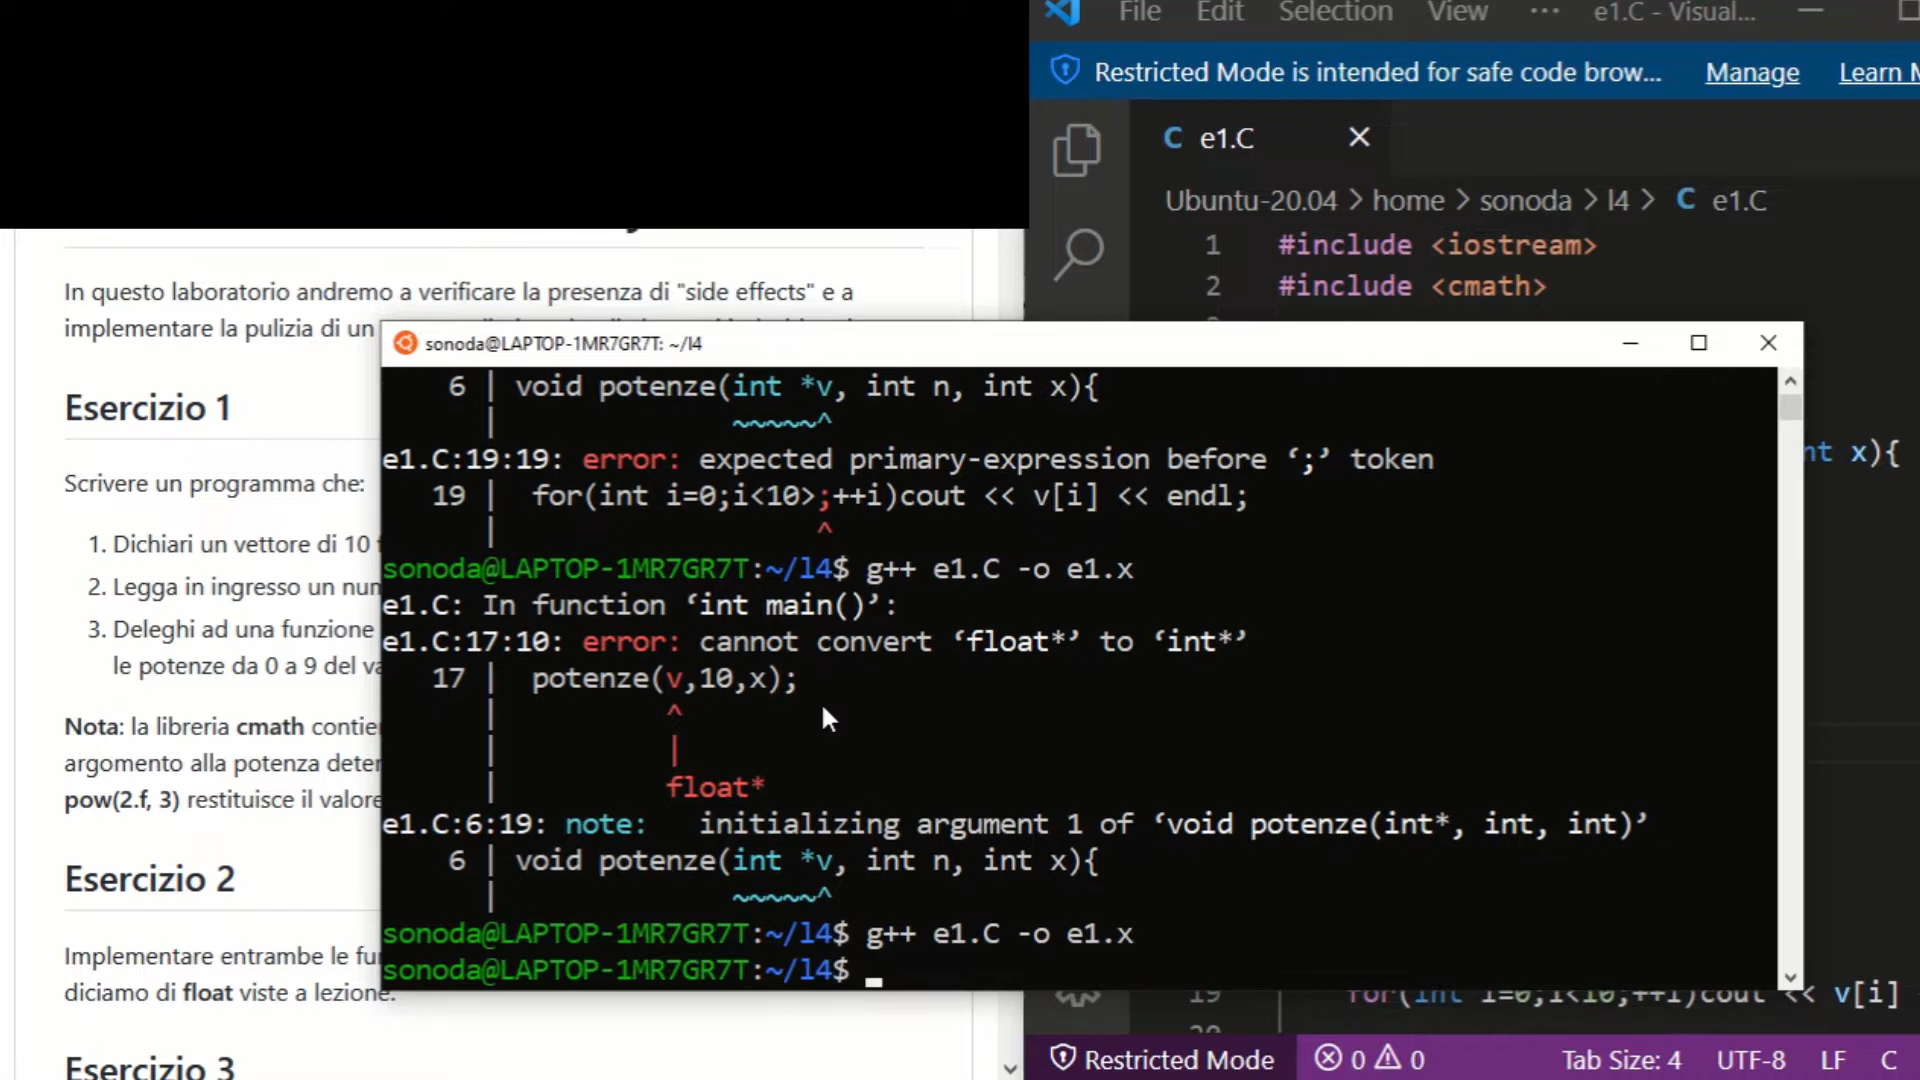 File Edit Selection View ··· e1.C - Visual...
Restricted Mode is intended for safe code brow... Manage Learn
C e1.C
Ubuntu-20.04 > home > sonoda > l4 > C e1.C
1 #include <iostream>
2 #include <cmath>
int x){
19 for(int i=0;i<10;++i)cout << v[i]
20
Restricted Mode 0 0 Tab Size: 4 UTF-8 LF C
In questo laboratorio andremo a verificare la presenza di "side effects" e a
implementare la pulizia di un
Esercizio 1
Scrivere un programma che:
1. Dichiari un vettore di 10
2. Legga in ingresso un
3. Deleghi ad una funzione
le potenze da 0 a 9 del
Nota: la libreria cmath
argomento alla potenza
pow(2.f, 3) restituisce il valore
Esercizio 2
Implementare entrambe le
diciamo di float viste a lezione.
Esercizio 3
sonoda@LAPTOP-1MR7GR7T: ~/l4
6 | void potenze(int *v, int n, int x){
| ~~~~~^
e1.C:19:19: error: expected primary-expression before ‘;’ token
19 | for(int i=0;i<10>;++i)cout << v[i] << endl;
| ^
sonoda@LAPTOP-1MR7GR7T:~/l4$ g++ e1.C -o e1.x
e1.C: In function ‘int main()’:
e1.C:17:10: error: cannot convert ‘float*’ to ‘int*’
17 | potenze(v,10,x);
| ^
| |
| float*
e1.C:6:19: note: initializing argument 1 of ‘void potenze(int*, int, int)’
6 | void potenze(int *v, int n, int x){
| ~~~~~^
sonoda@LAPTOP-1MR7GR7T:~/l4$ g++ e1.C -o e1.x
sonoda@LAPTOP-1MR7GR7T:~/l4$